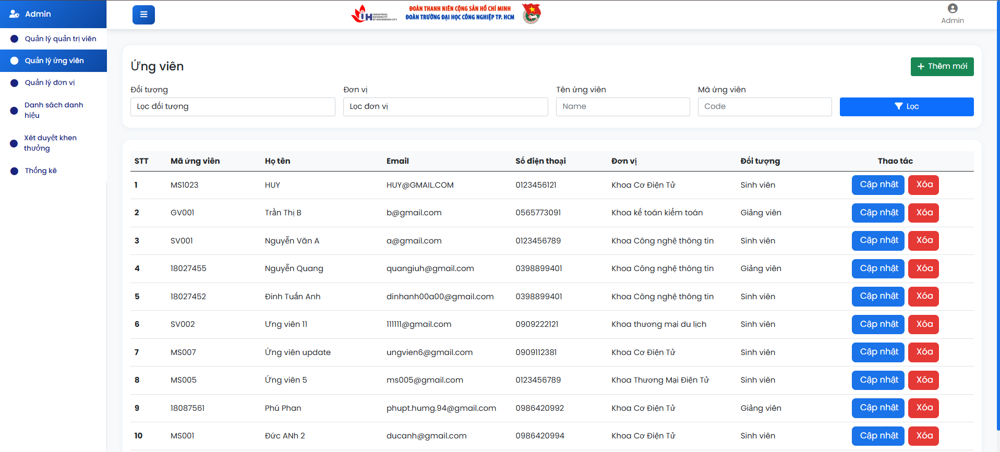 Admin
Quản lý quản trị viên
Quản lý ứng viên
Quản lý đơn vị
Danh sách danh
hiệu
Xét duyệt khen
thưởng
Thống kê
IUH INDUSTRIAL
UNIVERSITY
OF HOCHIMINH CITY
ĐOÀN THANH NIÊN CỘNG SẢN HỒ CHÍ MINH
ĐOÀN TRƯỜNG ĐẠI HỌC CÔNG NGHIỆP TP. HCM
Admin
Ứng viên
+ Thêm mới
Đối tượng Đơn vị Tên ứng viên Mã ứng viên
Lọc đối tượng Lọc đơn vị Name Code Lọc
STT Mã ứng viên Họ tên Email Số điện thoại Đơn vị Đối tượng Thao tác
1 MS1023 HUY HUY@GMAIL.COM 0123456121 Khoa Cơ Điện Tử Sinh viên Cập nhật Xóa
2 GV001 Trần Thị B b@gmail.com 0565773091 Khoa kế toán kiểm toán Giảng viên Cập nhật Xóa
3 SV001 Nguyễn Văn A a@gmail.com 0123456789 Khoa Công nghệ thông tin Sinh viên Cập nhật Xóa
4 18027455 Nguyễn Quang quangiuh@gmail.com 0398899401 Khoa Công nghệ thông tin Giảng viên Cập nhật Xóa
5 18027452 Đinh Tuấn Anh dinhanh00a00@gmail.com 0398899401 Khoa Công nghệ thông tin Sinh viên Cập nhật Xóa
6 SV002 Ưng viên 11 111111@gmail.com 0909222121 Khoa thương mại du lịch Sinh viên Cập nhật Xóa
7 MS007 Ứng viên update ungvien6@gmail.com 0909112381 Khoa Cơ Điện Tử Sinh viên Cập nhật Xóa
8 MS005 Ứng viên 5 ms005@gmail.com 0123456789 Khoa Thương Mại Điện Tử Sinh viên Cập nhật Xóa
9 18087561 Phú Phan phupt.humg.94@gmail.com 0986420992 Khoa Cơ Điện Tử Giảng viên Cập nhật Xóa
10 MS001 Đức ANh 2 ducanh@gmail.com 0986420994 Khoa Cơ Điện Tử Sinh viên Cập nhật Xóa